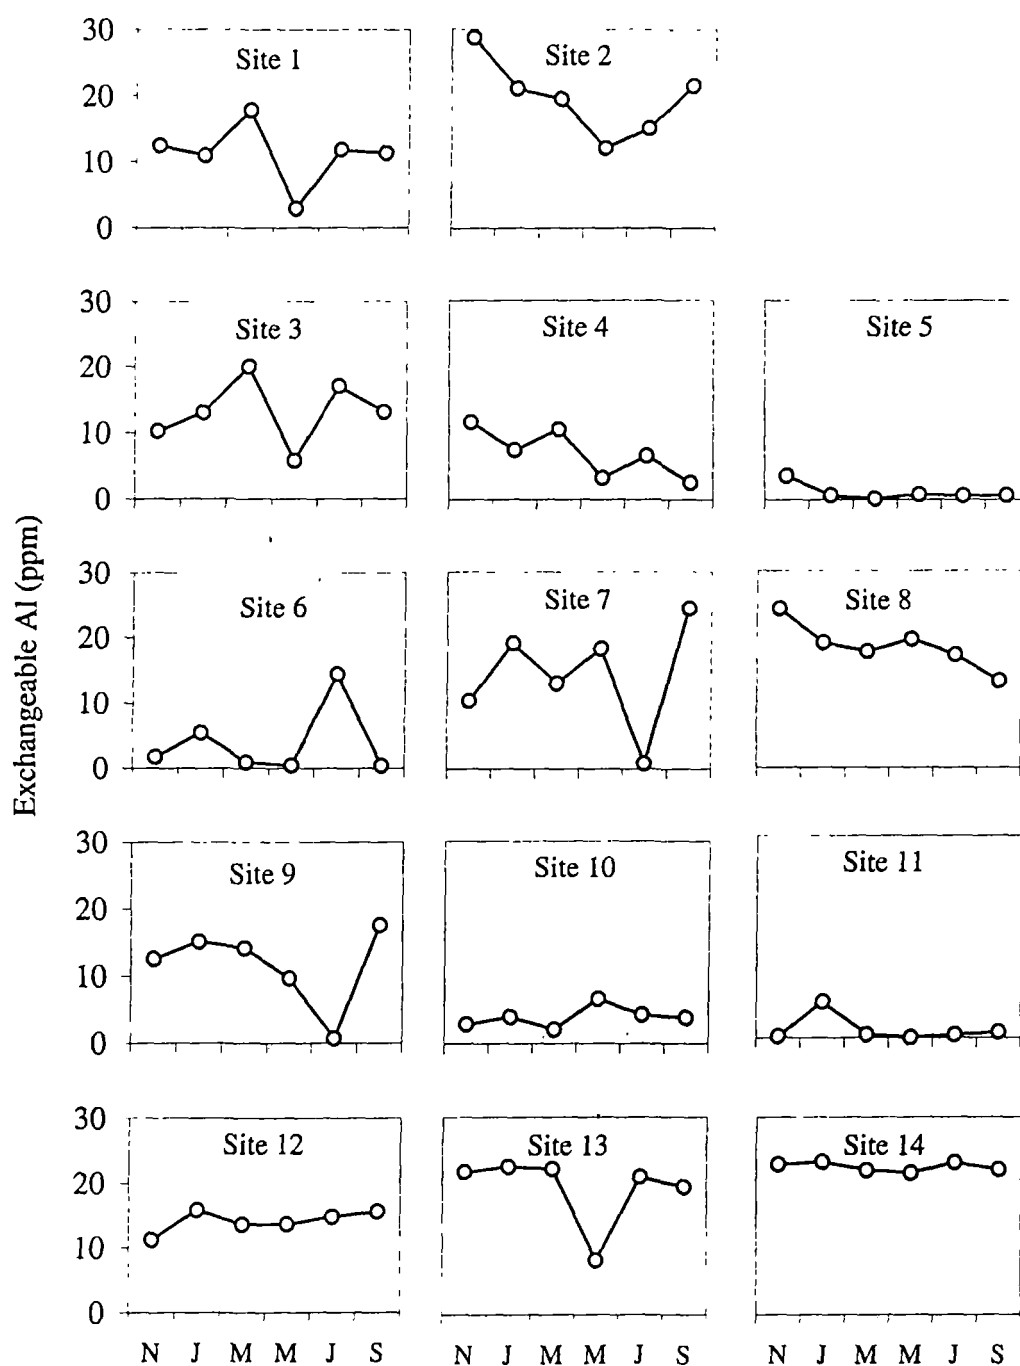 30
20
10
0
Site 1
Site 2
30
20
10
0
Site 3
Site 4
Site 5
Exchangeable Al (ppm)
30
20
10
0
Site 6
Site 7
Site 8
30
20
10
0
Site 9
Site 10
Site 11
30
20
10
0
Site 12
Site 13
Site 14
N J M M J S
N J M M J S
N J M M J S